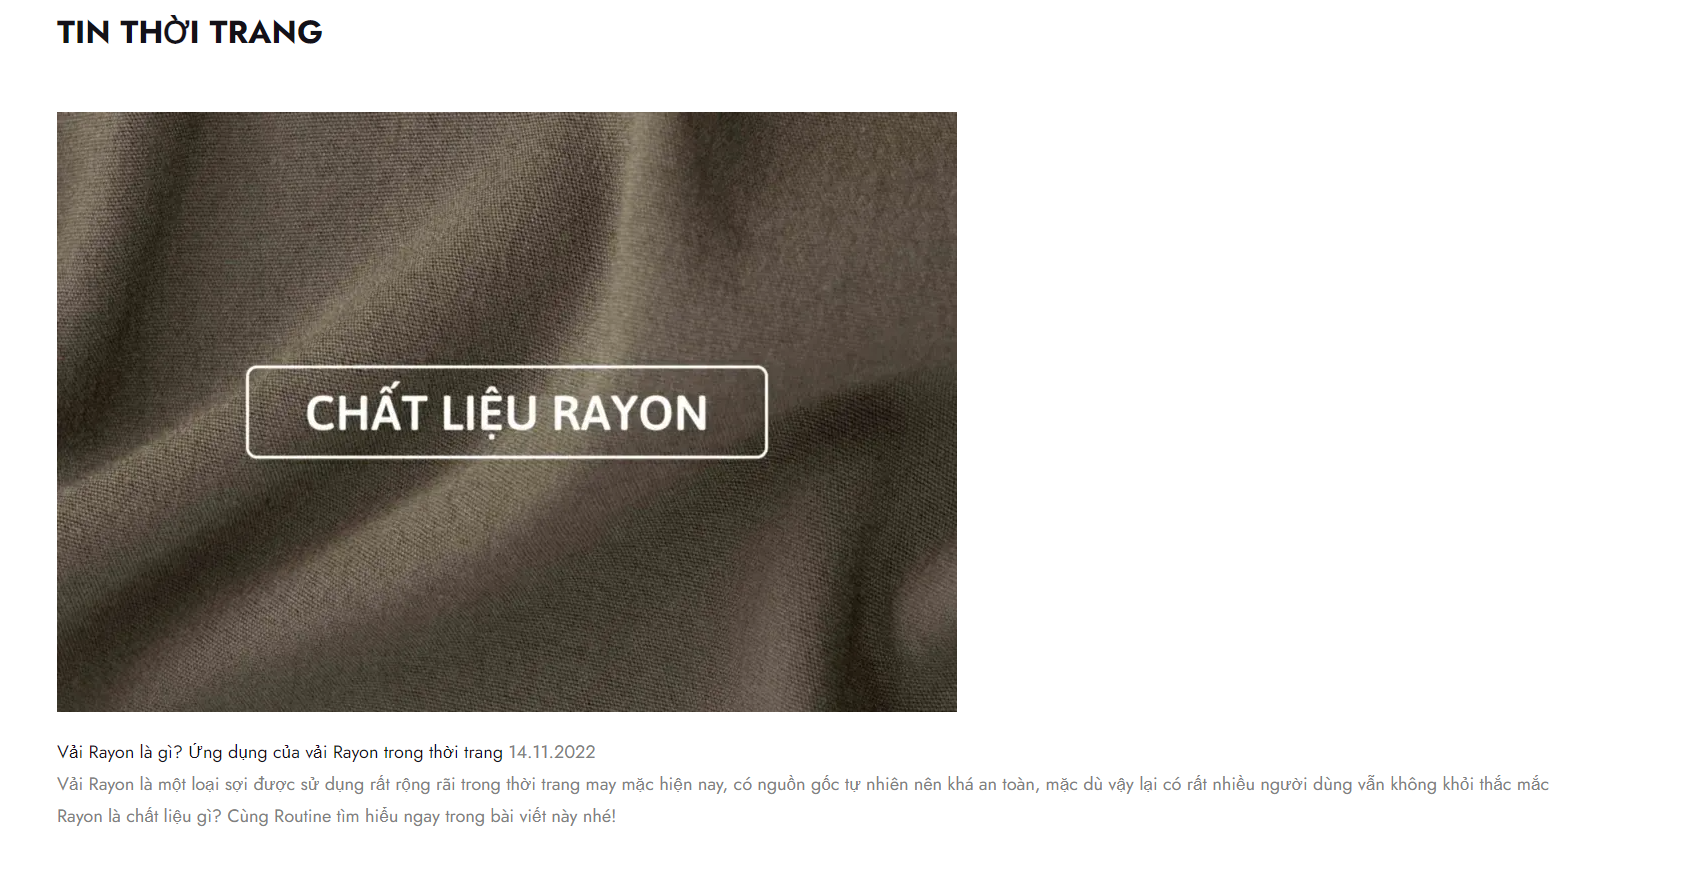 TIN THỜI TRANG
CHẤT LIỆU RAYON
Vải Rayon là gì? Ứng dụng của vải Rayon trong thời trang 14.11.2022
Vải Rayon là một loại sợi được sử dụng rất rộng rãi trong thời trang may mặc hiện nay, có nguồn gốc tự nhiên nên khá an toàn, mặc dù vậy lại có rất nhiều người dùng vẫn không khỏi thắc mắc
Rayon là chất liệu gì? Cùng Routine tìm hiểu ngay trong bài viết này nhé!